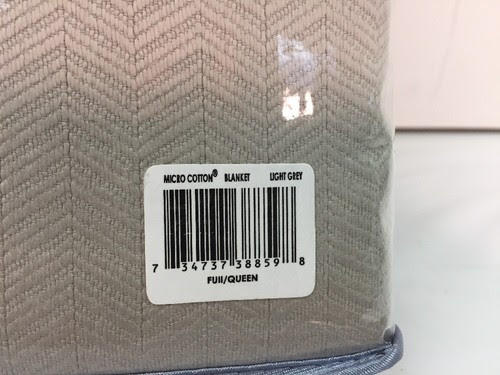 MICRO COTTON® BLANKET LIGHT GREY
7 34737 38859 8
FUll/QUEEN